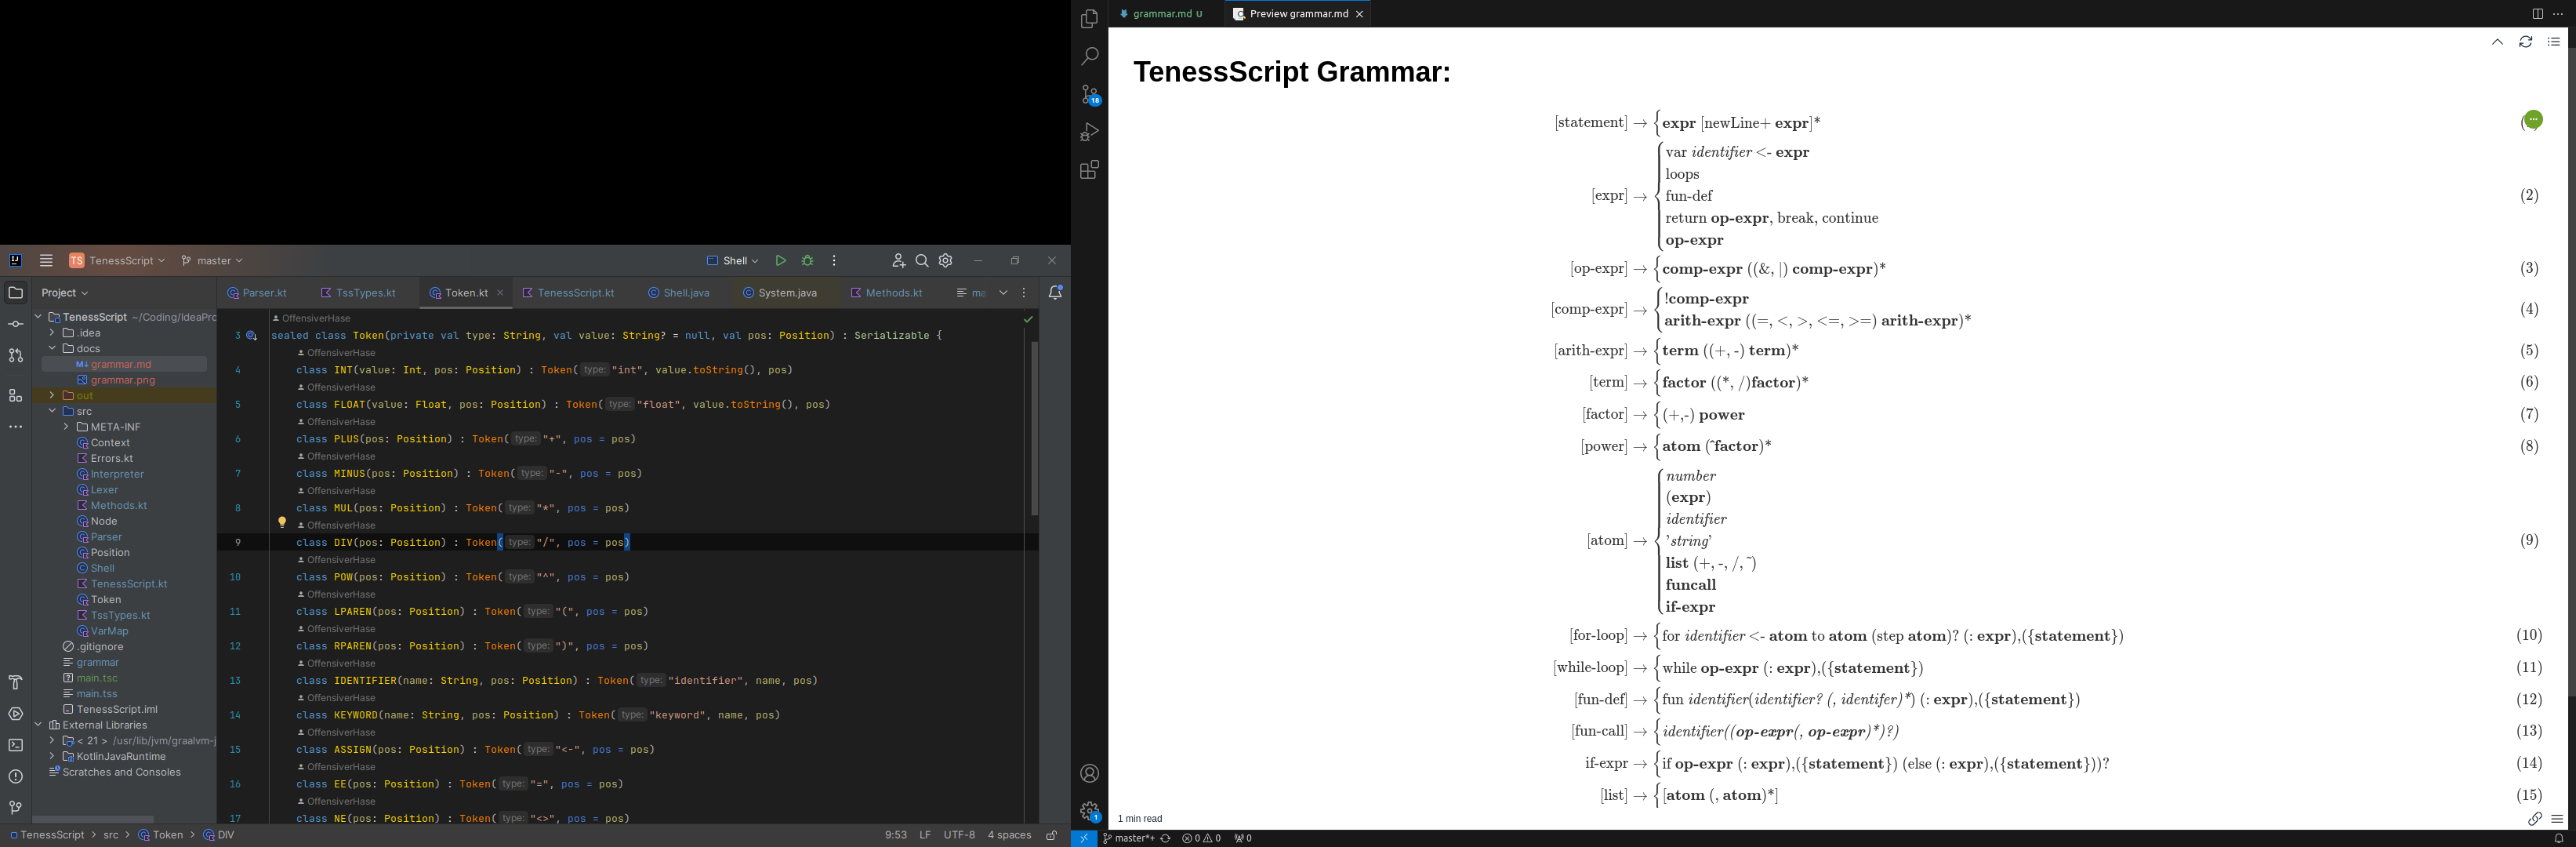 TS TenessScript master Shell
Project
Parser.kt TssTypes.kt Token.kt TenessScript.kt Shell.java System.java Methods.kt ma
TenessScript ~/Coding/IdeaPro
.idea
docs
grammar.md
grammar.png
out
src
META-INF
Context
Errors.kt
Interpreter
Lexer
Methods.kt
Node
Parser
Position
Shell
TenessScript.kt
Token
TssTypes.kt
VarMap
.gitignore
grammar
main.tsc
main.tss
TenessScript.iml
External Libraries
< 21 > /usr/lib/jvm/graalvm-j
KotlinJavaRuntime
Scratches and Consoles
OffensiverHase
3 sealed class Token(private val type: String, val value: String? = null, val pos: Position) : Serializable {
OffensiverHase
4 class INT(value: Int, pos: Position) : Token( type: "int", value.toString(), pos)
OffensiverHase
5 class FLOAT(value: Float, pos: Position) : Token( type: "float", value.toString(), pos)
OffensiverHase
6 class PLUS(pos: Position) : Token( type: "+", pos = pos)
OffensiverHase
7 class MINUS(pos: Position) : Token( type: "-", pos = pos)
OffensiverHase
8 class MUL(pos: Position) : Token( type: "*", pos = pos)
OffensiverHase
9 class DIV(pos: Position) : Token( type: "/", pos = pos)
OffensiverHase
10 class POW(pos: Position) : Token( type: "^", pos = pos)
OffensiverHase
11 class LPAREN(pos: Position) : Token( type: "(", pos = pos)
OffensiverHase
12 class RPAREN(pos: Position) : Token( type: ")", pos = pos)
OffensiverHase
13 class IDENTIFIER(name: String, pos: Position) : Token( type: "identifier", name, pos)
OffensiverHase
14 class KEYWORD(name: String, pos: Position) : Token( type: "keyword", name, pos)
OffensiverHase
15 class ASSIGN(pos: Position) : Token( type: "<-", pos = pos)
OffensiverHase
16 class EE(pos: Position) : Token( type: "=", pos = pos)
OffensiverHase
17 class NE(pos: Position) : Token( type: "<>", pos = pos)
TenessScript > src > Token > DIV 9:53 LF UTF-8 4 spaces
grammar.md U Preview grammar.md
18
1
TenessScript Grammar:
[statement] → { expr [newLine+ expr]*
[expr] → { var identifier <- expr
loops
fun-def
return op-expr, break, continue
op-expr (2)
[op-expr] → { comp-expr ((&, |) comp-expr)* (3)
[comp-expr] → { !comp-expr
arith-expr ((=, <, >, <=, >=) arith-expr)* (4)
[arith-expr] → { term ((+, -) term)* (5)
[term] → { factor ((*, /)factor)* (6)
[factor] → { (+,-) power (7)
[power] → { atom (^factor)* (8)
[atom] → { number
(expr)
identifier
'string'
list (+, -, /, ~)
funcall
if-expr (9)
[for-loop] → { for identifier <- atom to atom (step atom)? (: expr),({statement}) (10)
[while-loop] → { while op-expr (: expr),({statement}) (11)
[fun-def] → { fun identifier(identifier? (, identifer)*) (: expr),({statement}) (12)
[fun-call] → { identifier((op-expr(, op-expr)*)?) (13)
if-expr → { if op-expr (: expr),({statement}) (else (: expr),({statement}))? (14)
[list] → { [atom (, atom)*] (15)
1 min read
master*+ 0 0 0